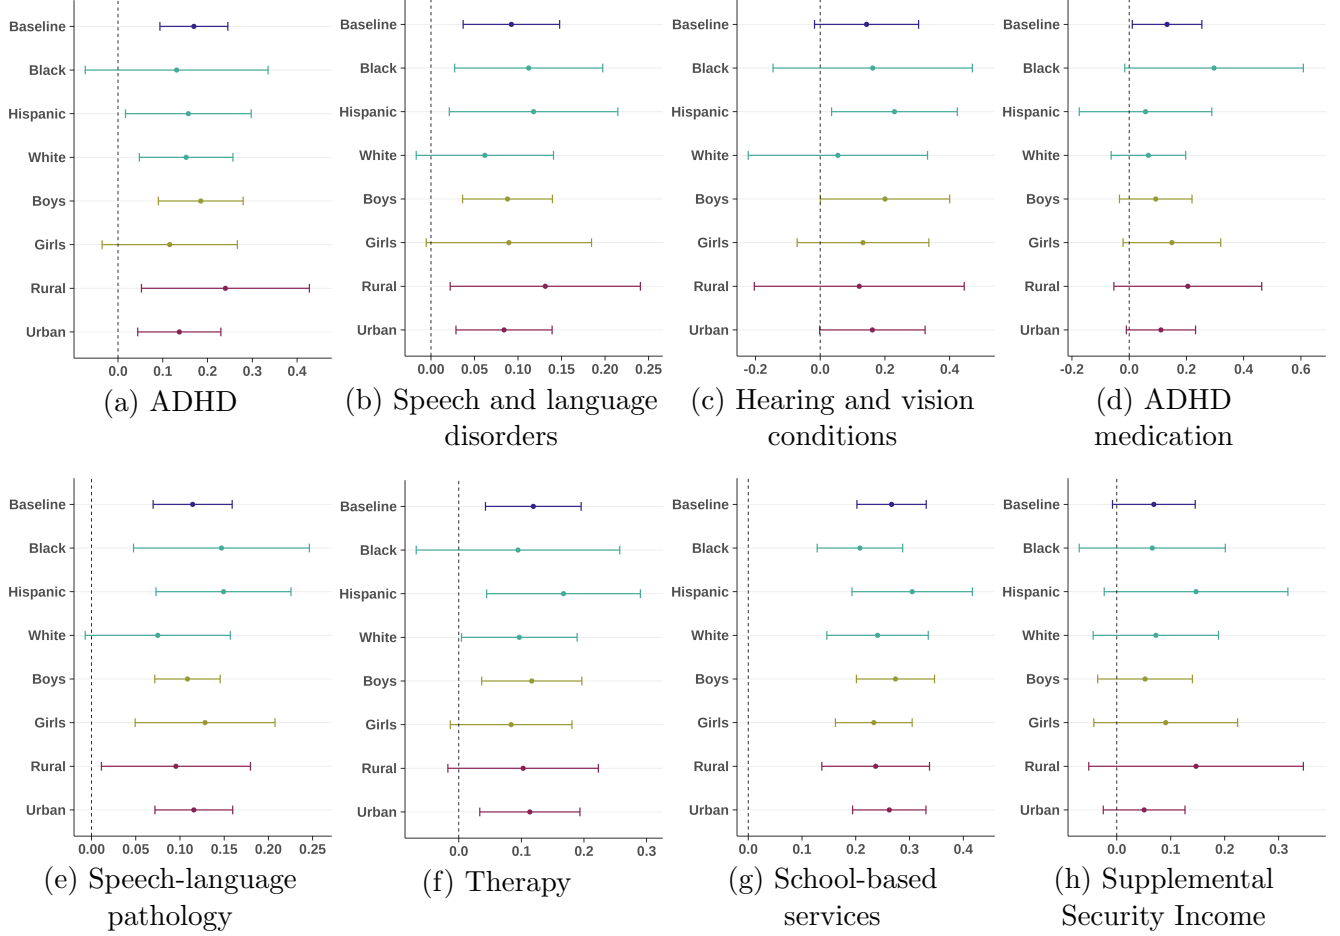 Baseline
Black
Hispanic
White
Boys
Girls
Rural
Urban
0.0 0.1 0.2 0.3 0.4
(a) ADHD
Baseline
Black
Hispanic
White
Boys
Girls
Rural
Urban
0.00 0.05 0.10 0.15 0.20 0.25
(b) Speech and language
disorders
Baseline
Black
Hispanic
White
Boys
Girls
Rural
Urban
-0.2 0.0 0.2 0.4
(c) Hearing and vision
conditions
Baseline
Black
Hispanic
White
Boys
Girls
Rural
Urban
-0.2 0.0 0.2 0.4 0.6
(d) ADHD
medication
Baseline
Black
Hispanic
White
Boys
Girls
Rural
Urban
0.00 0.05 0.10 0.15 0.20 0.25
(e) Speech-language
pathology
Baseline
Black
Hispanic
White
Boys
Girls
Rural
Urban
0.0 0.1 0.2 0.3
(f) Therapy
Baseline
Black
Hispanic
White
Boys
Girls
Rural
Urban
0.0 0.1 0.2 0.3 0.4
(g) School-based
services
Baseline
Black
Hispanic
White
Boys
Girls
Rural
Urban
0.0 0.1 0.2 0.3
(h) Supplemental
Security Income